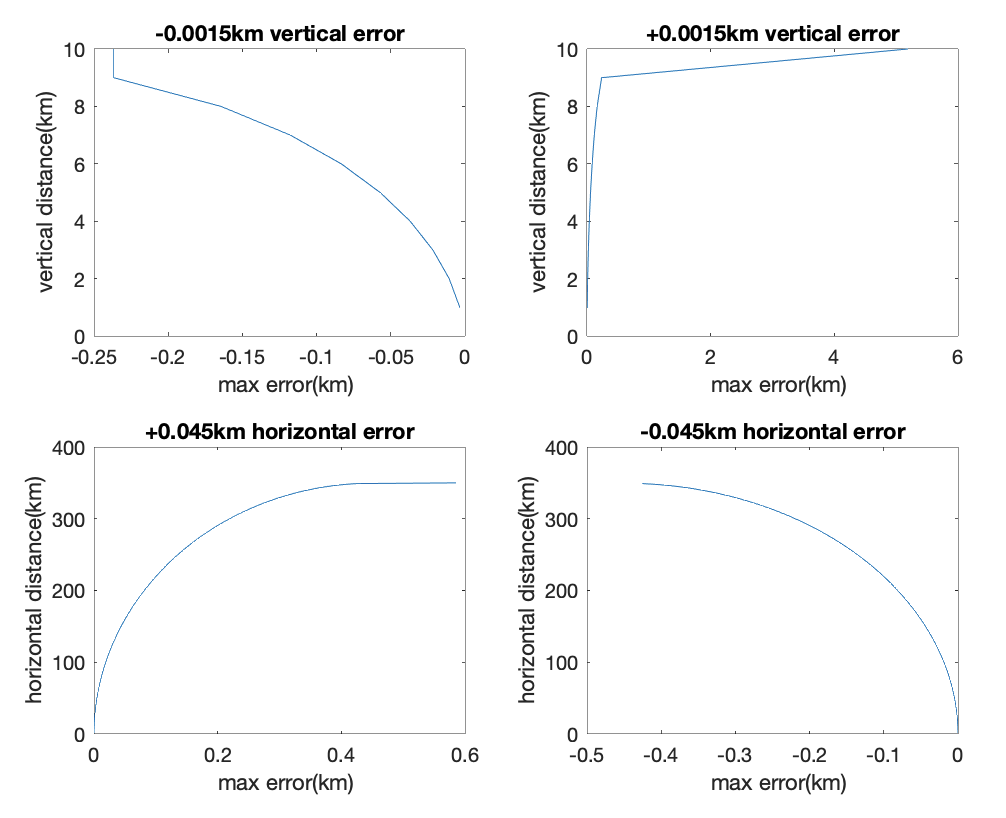 -0.0015km vertical error
vertical distance(km)
10
8
6
4
2
0
-0.25 -0.2 -0.15 -0.1 -0.05 0
max error(km)
+0.0015km vertical error
vertical distance(km)
10
8
6
4
2
0
0 2 4 6
max error(km)
+0.045km horizontal error
horizontal distance(km)
400
300
200
100
0
0 0.2 0.4 0.6
max error(km)
-0.045km horizontal error
horizontal distance(km)
400
300
200
100
0
-0.5 -0.4 -0.3 -0.2 -0.1 0
max error(km)